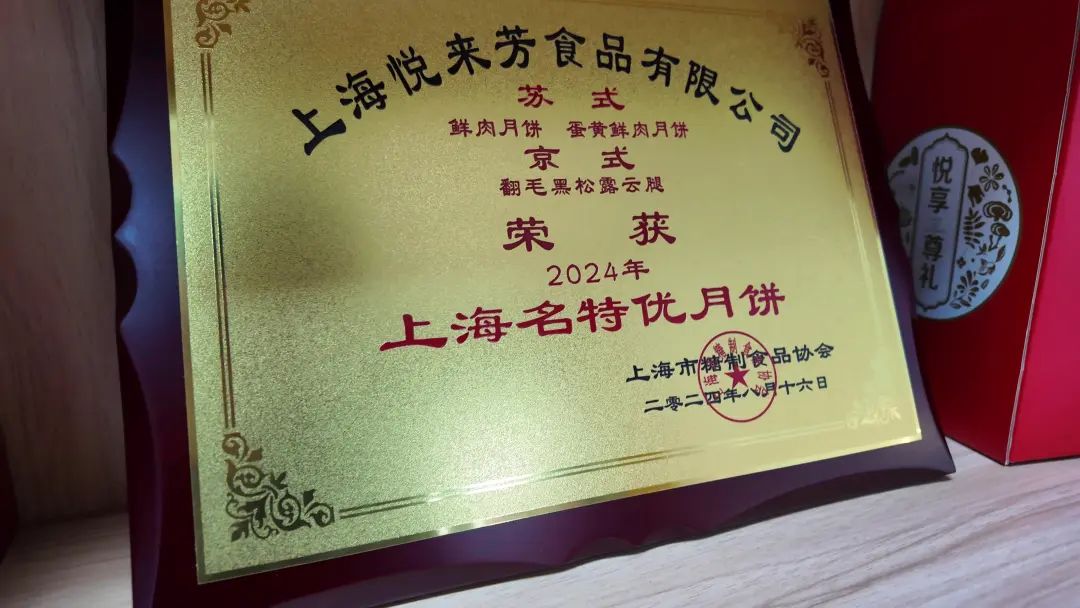 上海悦来芳食品有限公司
苏 式
鲜肉月饼 蛋黄鲜肉月饼
京 式
翻毛黑松露云腿
荣 获
2024年
上海名特优月饼
上海市糖制食品协会
二零二四年八月十六日
悦享
尊礼